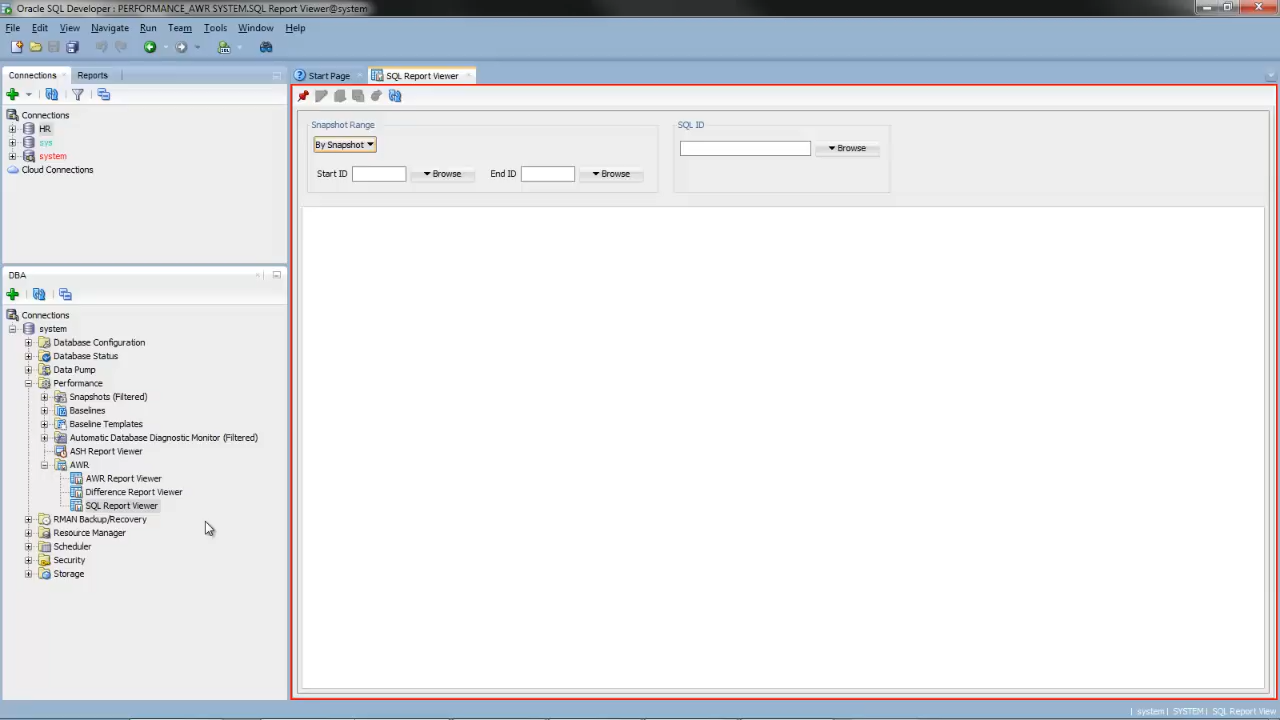 Oracle SQL Developer : PERFORMANCE_AWR SYSTEM.SQL Report Viewer@system
File Edit View Navigate Run Team Tools Window Help
Connections Reports
Connections
HR
sys
system
Cloud Connections
DBA
Connections
system
Database Configuration
Database Status
Data Pump
Performance
Snapshots (Filtered)
Baselines
Baseline Templates
Automatic Database Diagnostic Monitor (Filtered)
ASH Report Viewer
AWR
AWR Report Viewer
Difference Report Viewer
SQL Report Viewer
RMAN Backup/Recovery
Resource Manager
Scheduler
Security
Storage
Start Page SQL Report Viewer
Snapshot Range
By Snapshot
Start ID Browse End ID Browse
SQL ID
Browse
| system | SYSTEM | SQL Report View